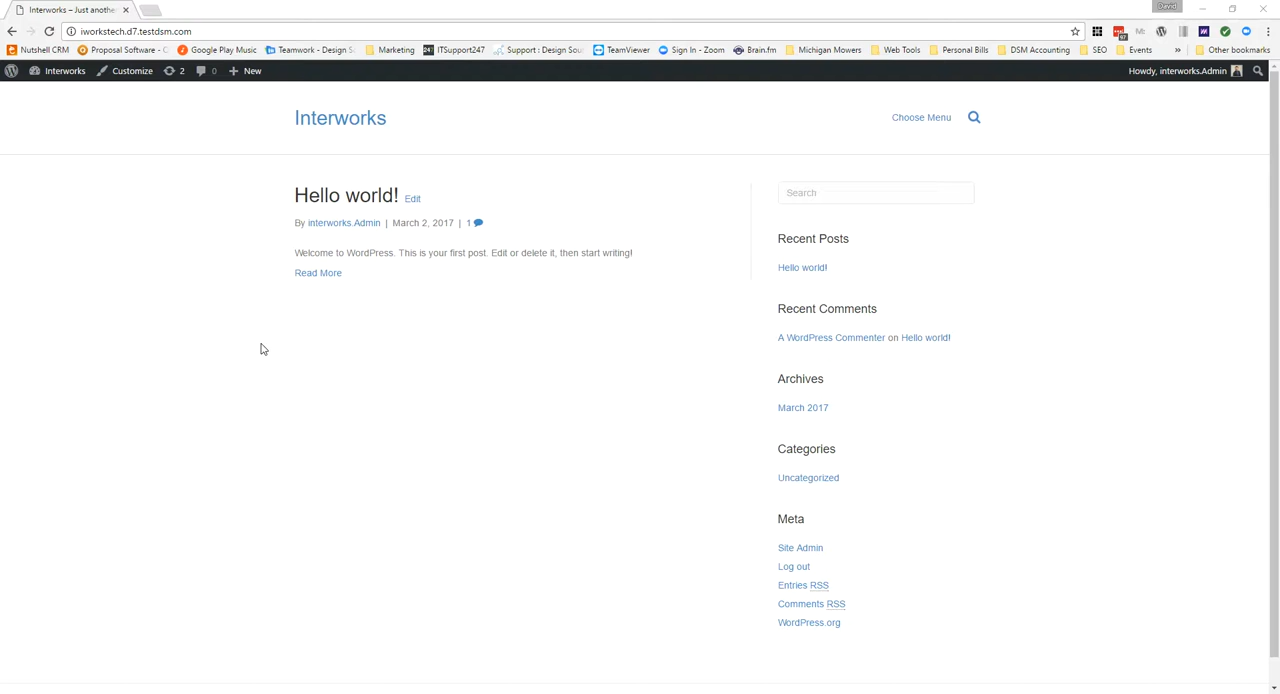 Interworks – Just anothe
David
iworkstech.d7.testdsm.com
Nutshell CRM
Proposal Software - C
Google Play Music
Teamwork - Design S
Marketing
ITSupport247
Support : Design Sou
TeamViewer
Sign In - Zoom
Brain.fm
Michigan Mowers
Web Tools
Personal Bills
DSM Accounting
SEO
Events
»
Other bookmarks
Interworks
Customize
2
0
New
Howdy, interworks.Admin
Interworks
Choose Menu
Hello world! Edit
By interworks.Admin | March 2, 2017 | 1
Welcome to WordPress. This is your first post. Edit or delete it, then start writing!
Read More
Search
Recent Posts
Hello world!
Recent Comments
A WordPress Commenter on Hello world!
Archives
March 2017
Categories
Uncategorized
Meta
Site Admin
Log out
Entries RSS
Comments RSS
WordPress.org